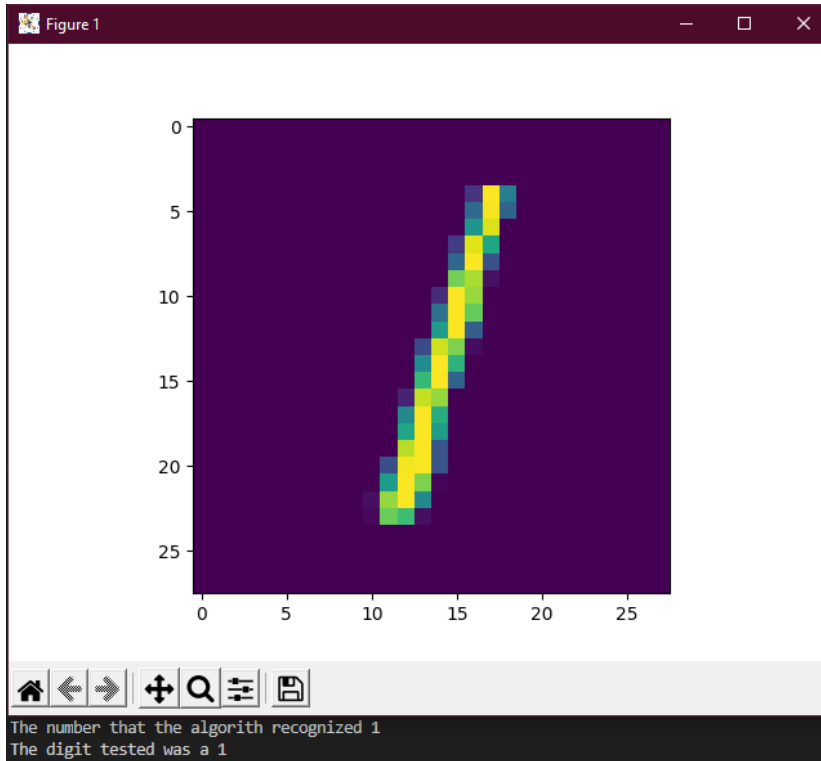 Figure 1
0
5
10
15
20
25
0 5 10 15 20 25
The number that the algorith recognized 1
The digit tested was a 1